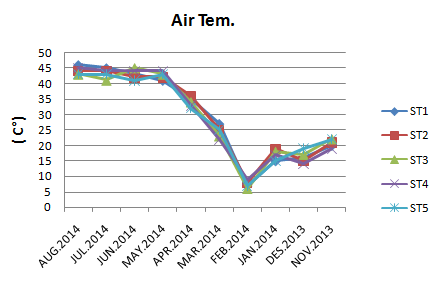 Air Tem.
( C°)
50
45
40
35
30
25
20
15
10
5
0
AUG.2014
JUL.2014
JUN.2014
MAY.2014
APR.2014
MAR.2014
FEB.2014
JAN.2014
DES.2013
NOV.2013
ST1
ST2
ST3
ST4
ST5